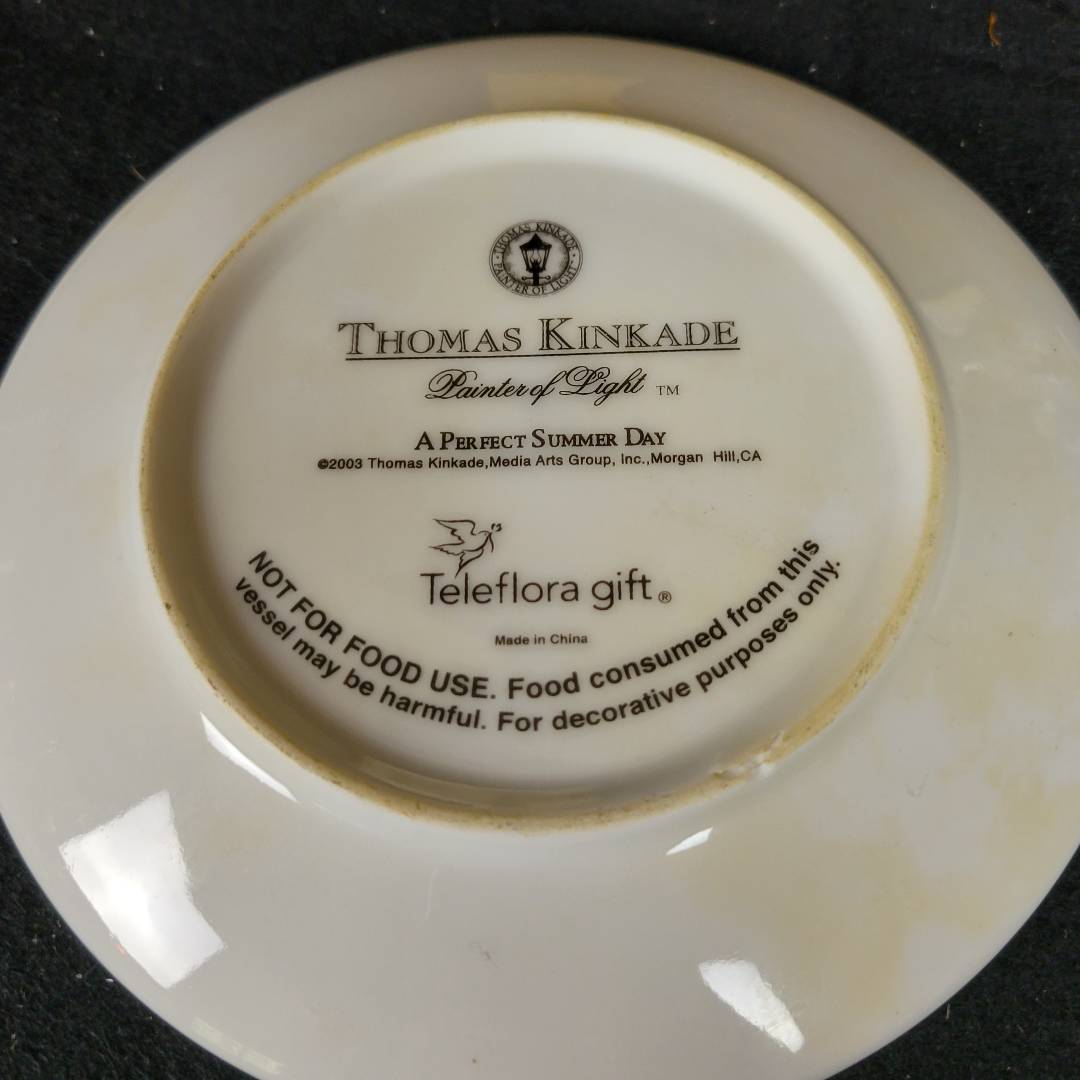 THOMAS KINKADE
PAINTER OF LIGHT
THOMAS KINKADE
Painter of Light ™
A PERFECT SUMMER DAY
©2003 Thomas Kinkade,Media Arts Group, Inc.,Morgan Hill,CA
Teleflora gift®
Made in China
NOT FOR FOOD USE. Food consumed from this
vessel may be harmful. For decorative purposes only.